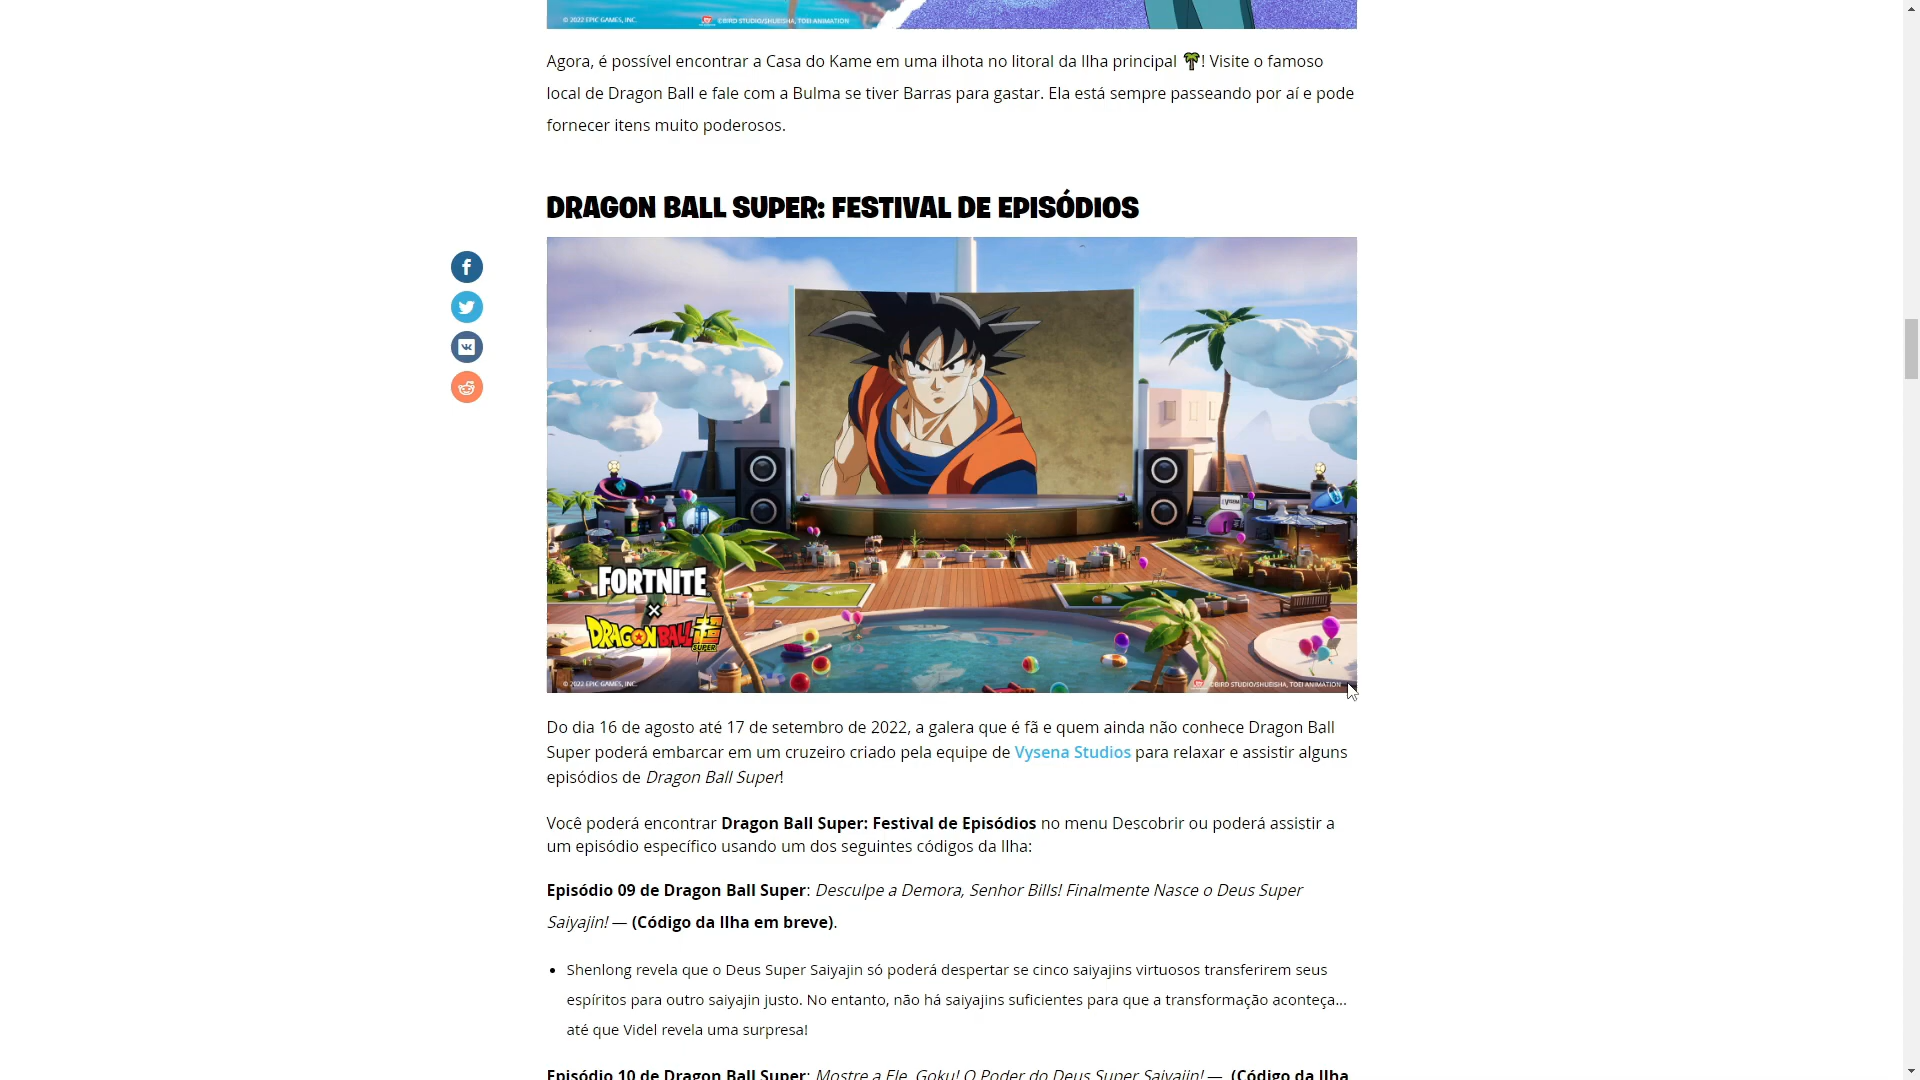 © 2022 EPIC GAMES, INC.
©BIRD STUDIO/SHUEISHA, TOEI ANIMATION
Agora, é possível encontrar a Casa do Kame em uma ilhota no litoral da Ilha principal 🌴! Visite o famoso
local de Dragon Ball e fale com a Bulma se tiver Barras para gastar. Ela está sempre passeando por aí e pode
fornecer itens muito poderosos.
DRAGON BALL SUPER: FESTIVAL DE EPISÓDIOS
FORTNITE
X
DRAGON BALL超
SUPER
© 2022 EPIC GAMES, INC.
©BIRD STUDIO/SHUEISHA, TOEI ANIMATION
Do dia 16 de agosto até 17 de setembro de 2022, a galera que é fã e quem ainda não conhece Dragon Ball
Super poderá embarcar em um cruzeiro criado pela equipe de Vysena Studios para relaxar e assistir alguns
episódios de Dragon Ball Super!
Você poderá encontrar Dragon Ball Super: Festival de Episódios no menu Descobrir ou poderá assistir a
um episódio específico usando um dos seguintes códigos da Ilha:
Episódio 09 de Dragon Ball Super: Desculpe a Demora, Senhor Bills! Finalmente Nasce o Deus Super
Saiyajin! — (Código da Ilha em breve).
• Shenlong revela que o Deus Super Saiyajin só poderá despertar se cinco saiyajins virtuosos transferirem seus
espíritos para outro saiyajin justo. No entanto, não há saiyajins suficientes para que a transformação aconteça...
até que Videl revela uma surpresa!
Episódio 10 de Dragon Ball Super: Mostre a Ele, Goku! O Poder do Deus Super Saiyajin! — (Código da Ilha